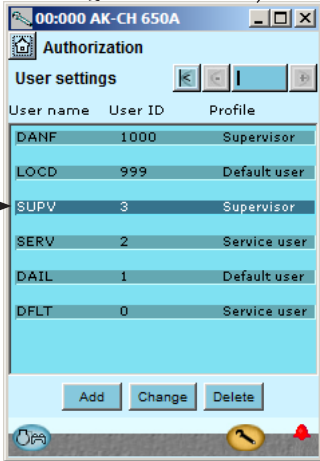 00:000 AK-CH 650A
Authorization
User settings
User name User ID Profile
DANF 1000 Supervisor
LOCD 999 Default user
SUPV 3 Supervisor
SERV 2 Service user
DAIL 1 Default user
DFLT 0 Service user
Add Change Delete